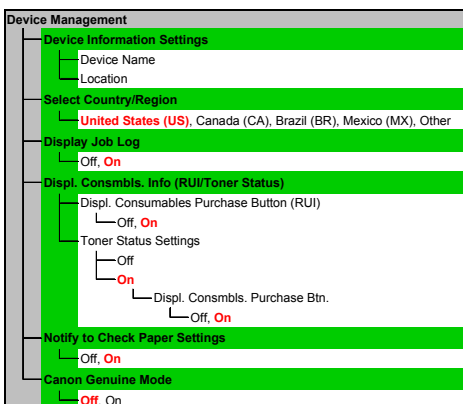 Device Management
Device Information Settings
Device Name
Location
Select Country/Region
United States (US), Canada (CA), Brazil (BR), Mexico (MX), Other
Display Job Log
Off, On
Displ. Consmbls. Info (RUI/Toner Status)
Displ. Consumables Purchase Button (RUI)
Off, On
Toner Status Settings
Off
On
Displ. Consmbls. Purchase Btn.
Off, On
Notify to Check Paper Settings
Off, On
Canon Genuine Mode
Off, On